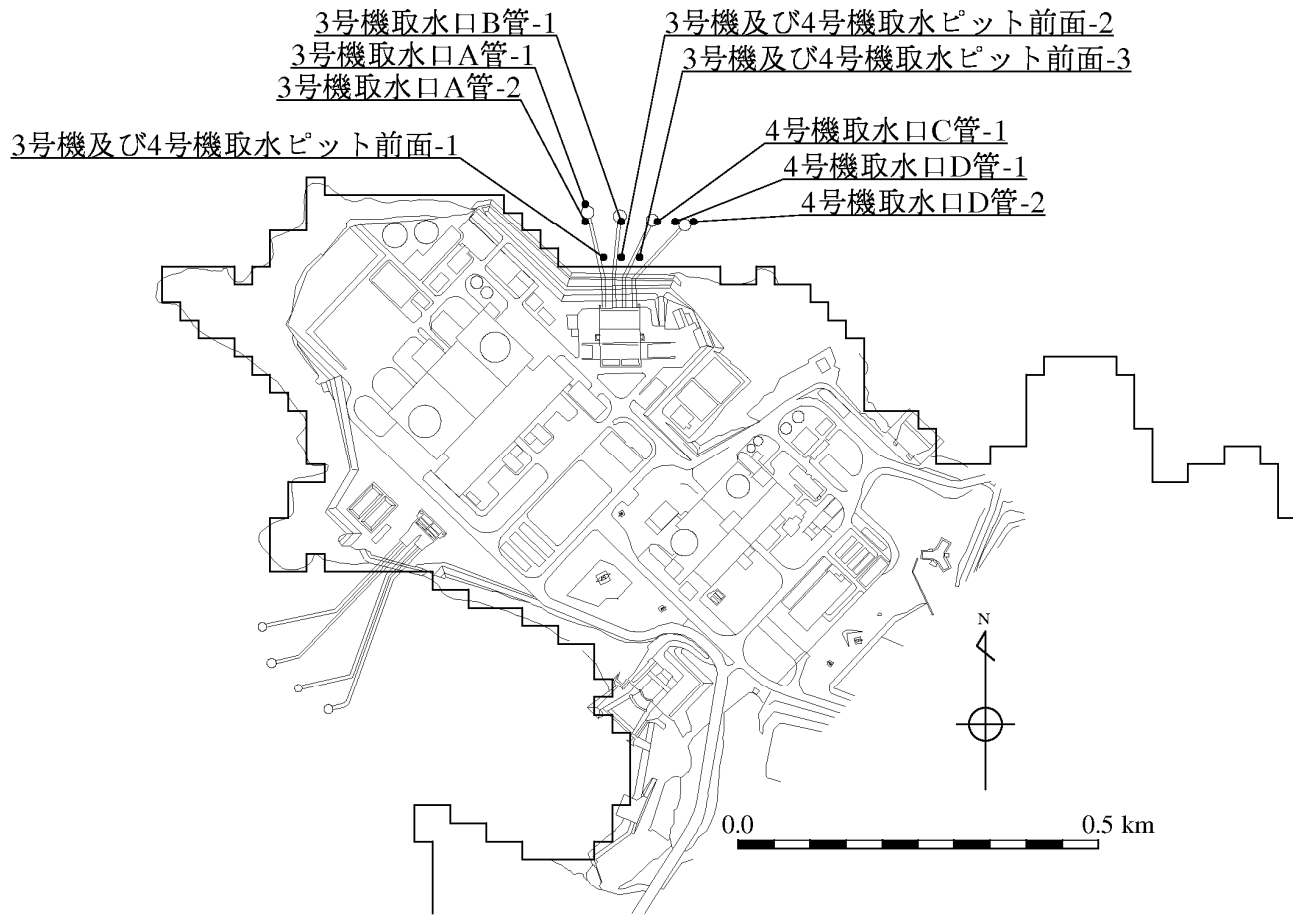 3号機取水口B管-1
3号機及び4号機取水ピット前面-2
3号機取水口A管-1
3号機及び4号機取水ピット前面-3
3号機取水口A管-2
4号機取水口C管-1
3号機及び4号機取水ピット前面-1
4号機取水口D管-1
4号機取水口D管-2
N
0.0
0.5 km